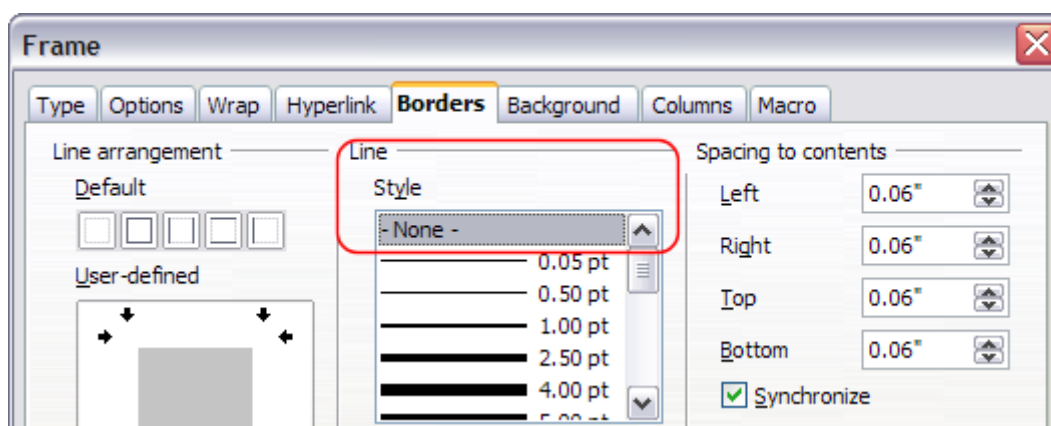 Frame
Type Options Wrap Hyperlink Borders Background Columns Macro
Line arrangement
Default
User-defined
Line
Style
- None -
0.05 pt
0.50 pt
1.00 pt
2.50 pt
4.00 pt
Spacing to contents
Left 0.06"
Right 0.06"
Top 0.06"
Bottom 0.06"
Synchronize